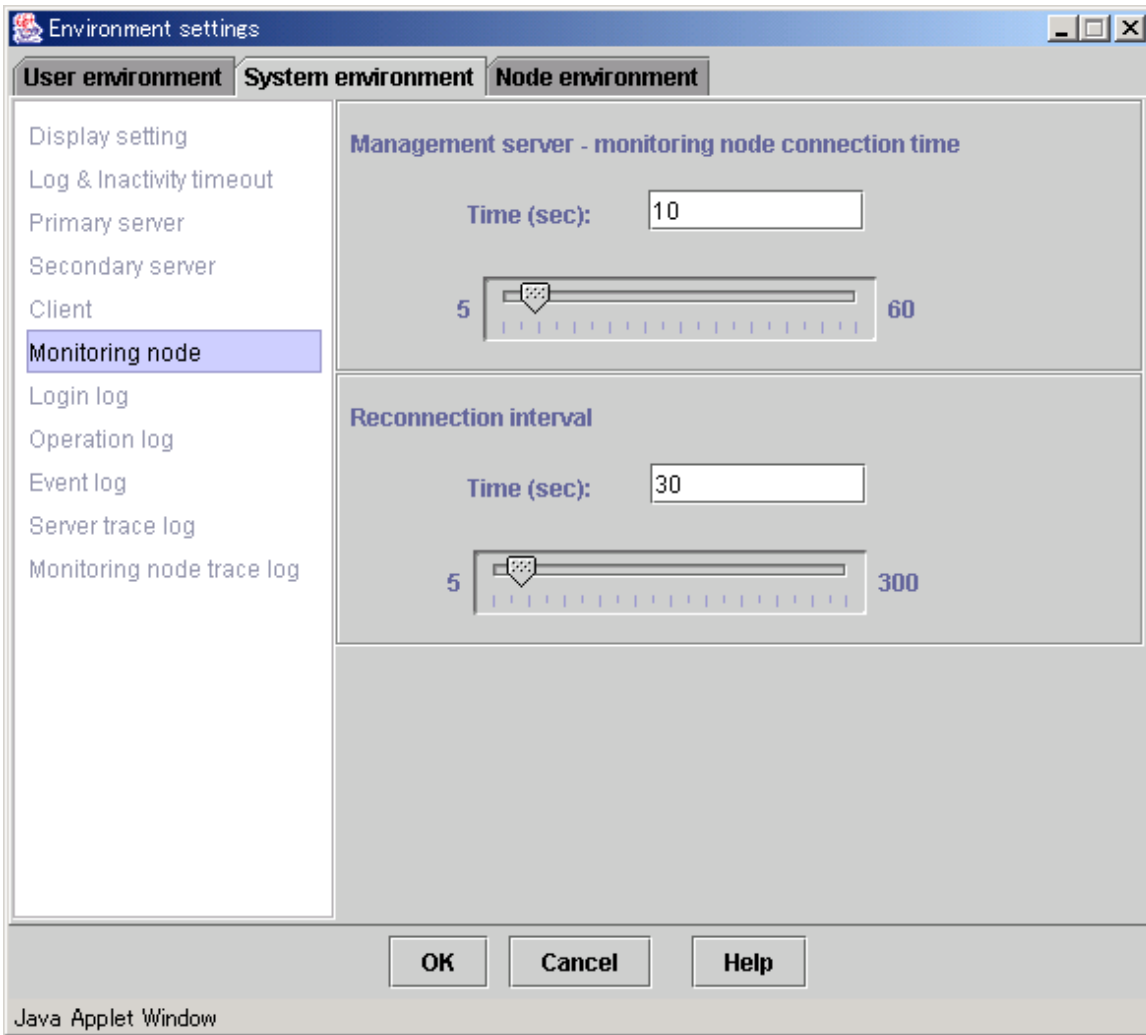 Environment settings
User environment System environment Node environment
Display setting
Log & Inactivity timeout
Primary server
Secondary server
Client
Monitoring node
Login log
Operation log
Event log
Server trace log
Monitoring node trace log
Management server - monitoring node connection time
Time (sec): 10
5 60
Reconnection interval
Time (sec): 30
5 300
OK Cancel Help
Java Applet Window